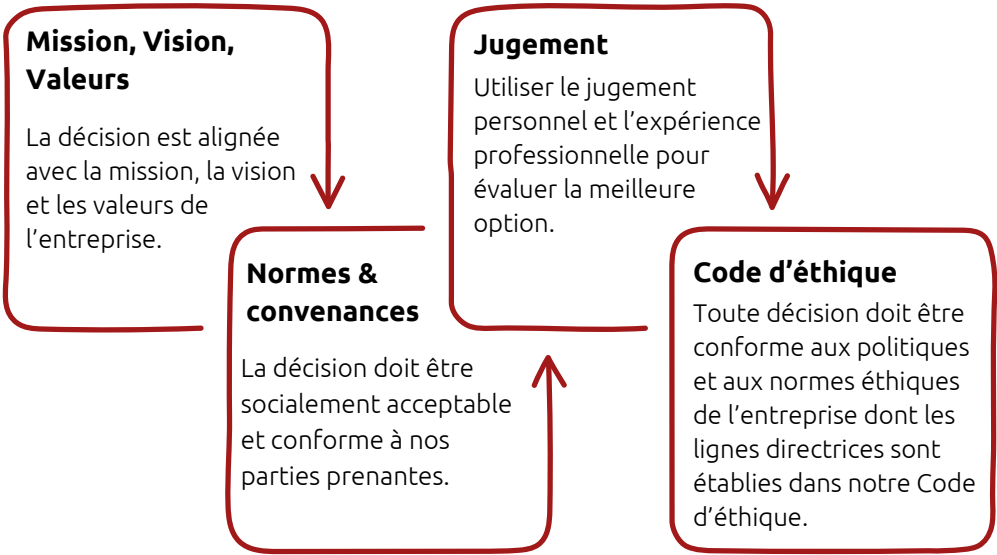 Mission, Vision,
Valeurs
La décision est alignée
avec la mission, la vision
et les valeurs de
l’entreprise.
Normes &
convenances
La décision doit être
socialement acceptable
et conforme à nos
parties prenantes.
Jugement
Utiliser le jugement
personnel et l’expérience
professionnelle pour
évaluer la meilleure
option.
Code d’éthique
Toute décision doit être
conforme aux politiques
et aux normes éthiques
de l’entreprise dont les
lignes directrices sont
établies dans notre Code
d’éthique.